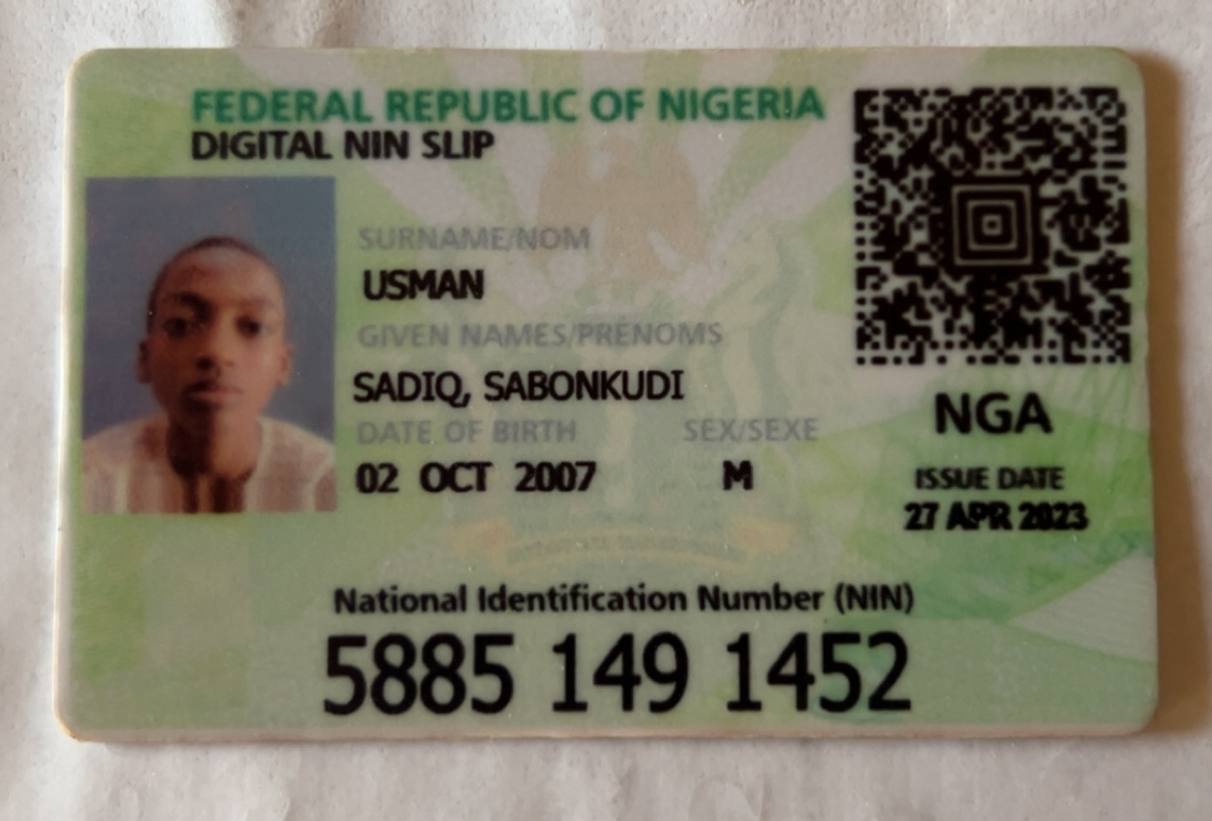 FEDERAL REPUBLIC OF NIGERIA
DIGITAL NIN SLIP
SURNAME/NOM
USMAN
GIVEN NAMES/PRÉNOMS
SADIQ, SABONKUDI
DATE OF BIRTH SEX/SEXE
02 OCT 2007 M
NGA
ISSUE DATE
27 APR 2023
National Identification Number (NIN)
5885 149 1452